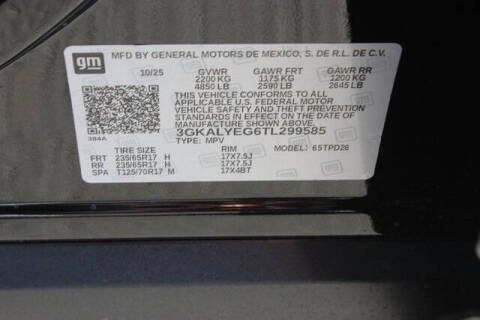 gm
MFD BY GENERAL MOTORS DE MEXICO, S. DE R.L. DE C.V.
10/25 GVWR GAWR FRT GAWR RR
2200 KG 1175 KG 1200 KG
4850 LB 2590 LB 2645 LB
THIS VEHICLE CONFORMS TO ALL
APPLICABLE U.S. FEDERAL MOTOR
VEHICLE SAFETY AND THEFT PREVENTION
STANDARDS IN EFFECT ON THE DATE OF
MANUFACTURE SHOWN ABOVE.
3GKALYEG6TL299585
384A
TYPE: MPV MODEL: 6STPD26
TIRE SIZE RIM
FRT 235/65R17 H 17X7.5J
RR 235/65R17 H 17X7.5J
SPA T125/70R17 M 17X4BT